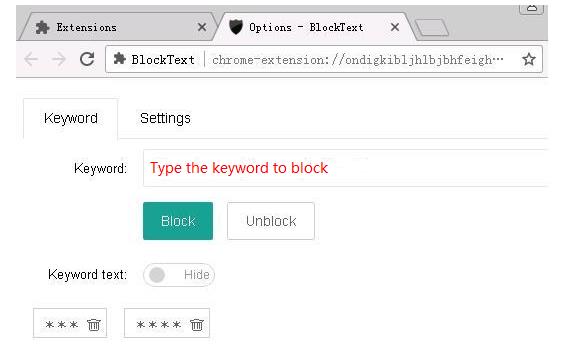 Extensions
Options - BlockText
BlockText
chrome-extension://ondigkibljhlbjbhfeigh…
Keyword
Settings
Keyword:
Type the keyword to block
Block
Unblock
Keyword text:
Hide
***
****